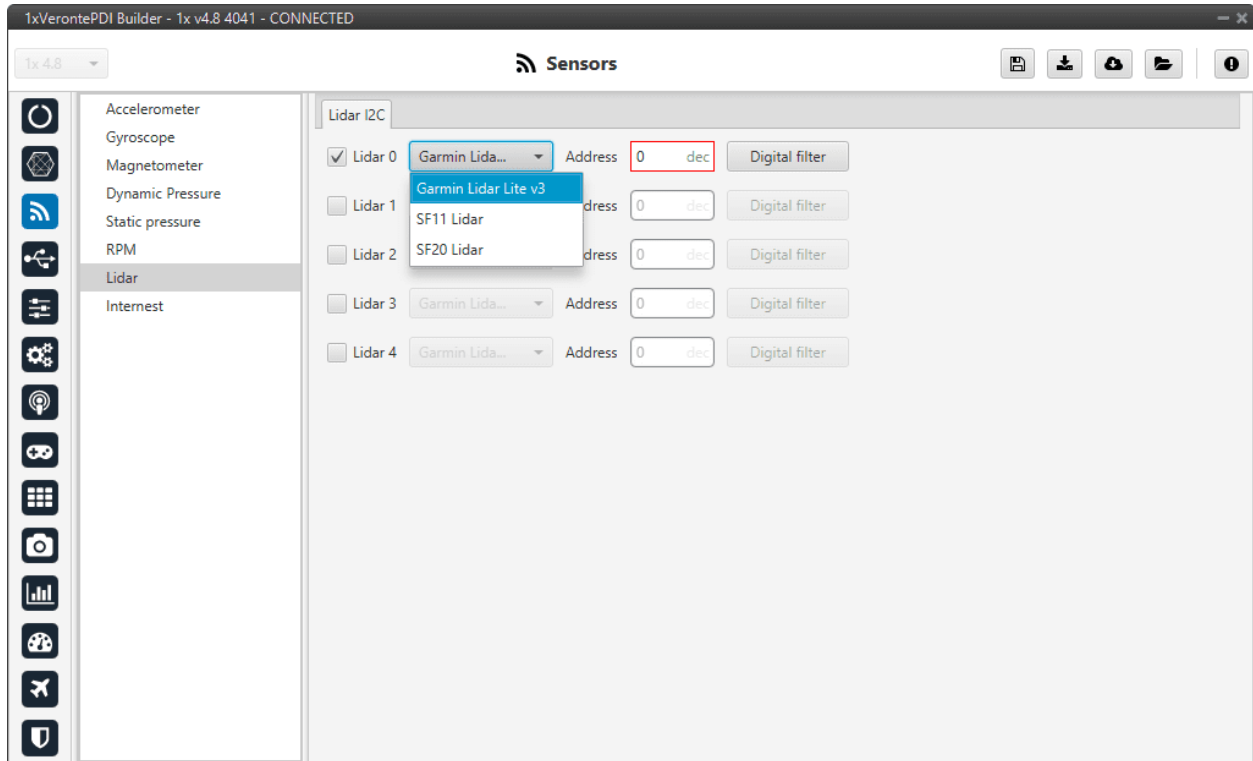 1xVerontePDI Builder - 1x v4.8 4041 - CONNECTED
1x 4.8
Sensors
Accelerometer
Gyroscope
Magnetometer
Dynamic Pressure
Static pressure
RPM
Lidar
Internest
Lidar I2C
Lidar 0 Garmin Lida... Address 0 dec Digital filter
Garmin Lidar Lite v3
Lidar 1 dress 0 dec Digital filter
SF11 Lidar
SF20 Lidar
Lidar 2 dress 0 dec Digital filter
Lidar 3 Garmin Lida... Address 0 dec Digital filter
Lidar 4 Garmin Lida... Address 0 dec Digital filter